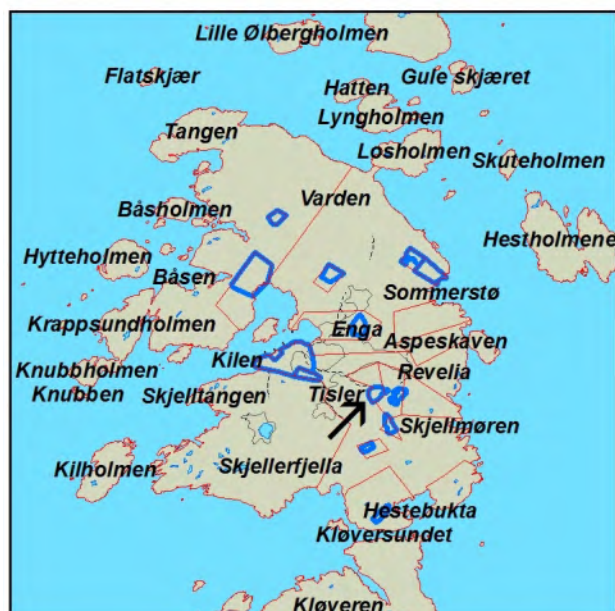 Lille Ølbergholmen
Flatskjær
Gule skjæret
Hatten
Lyngholmen
Tangen
Losholmen
Skuteholmen
Varden
Båsholmen
Hestholmene
Hytteholmen
Båsen
Sommerstø
Krappsundholmen
Enga
Aspeskaven
Kilen
Knubbholmen
Revelia
Knubben
Skjelltangen
Tisler
Skjellmøren
Kilholmen
Skjellerfjella
Hestebukta
Kløversundet
Kløveren